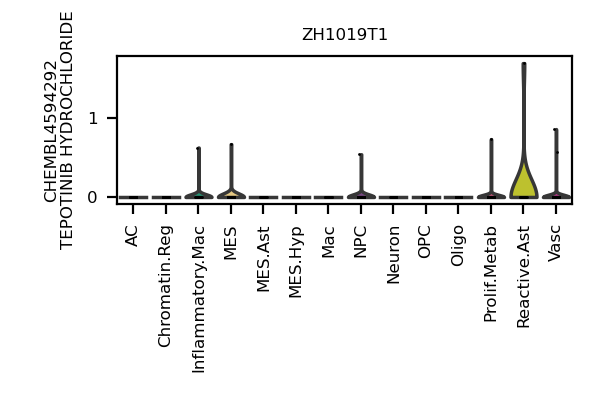 ZH1019T1
CHEMBL4594292
TEPOTINIB HYDROCHLORIDE
1
0
AC
Chromatin.Reg
Inflammatory.Mac
MES
MES.Ast
MES.Hyp
Mac
NPC
Neuron
OPC
Oligo
Prolif.Metab
Reactive.Ast
Vasc